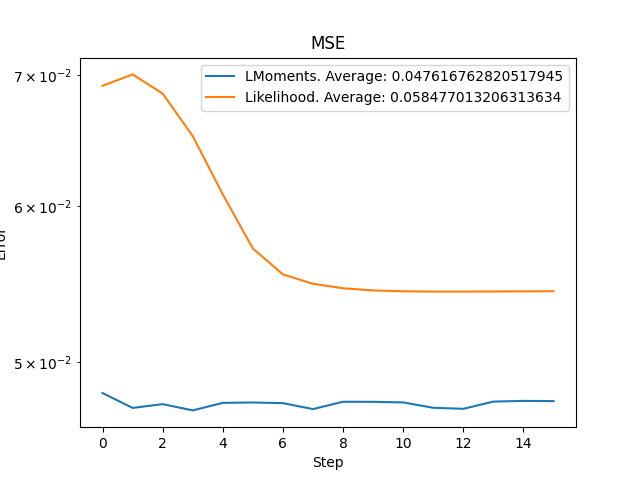 MSE
LMoments. Average: 0.047616762820517945
Likelihood. Average: 0.058477013206313634
7 × 10⁻²
6 × 10⁻²
5 × 10⁻²
Error
0 2 4 6 8 10 12 14
Step